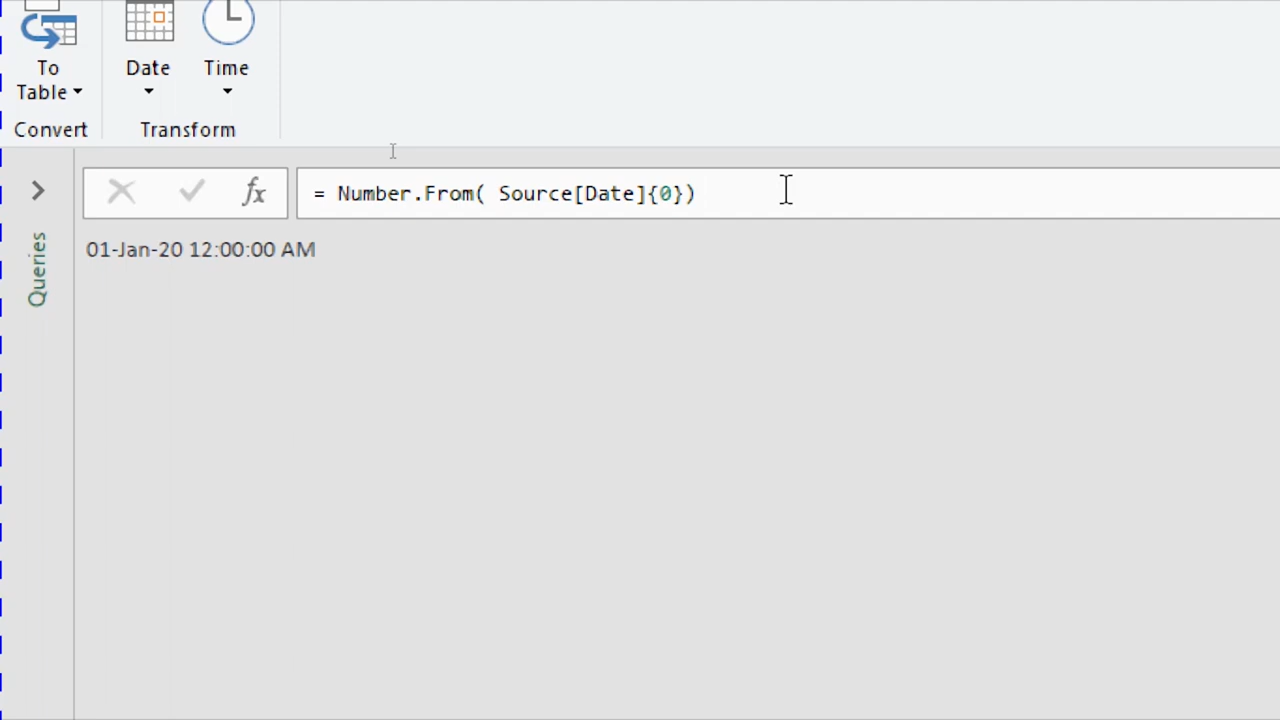 To
Table
Date
Time
Convert
Transform
fx
= Number.From( Source[Date]{0})
01-Jan-20 12:00:00 AM
Queries